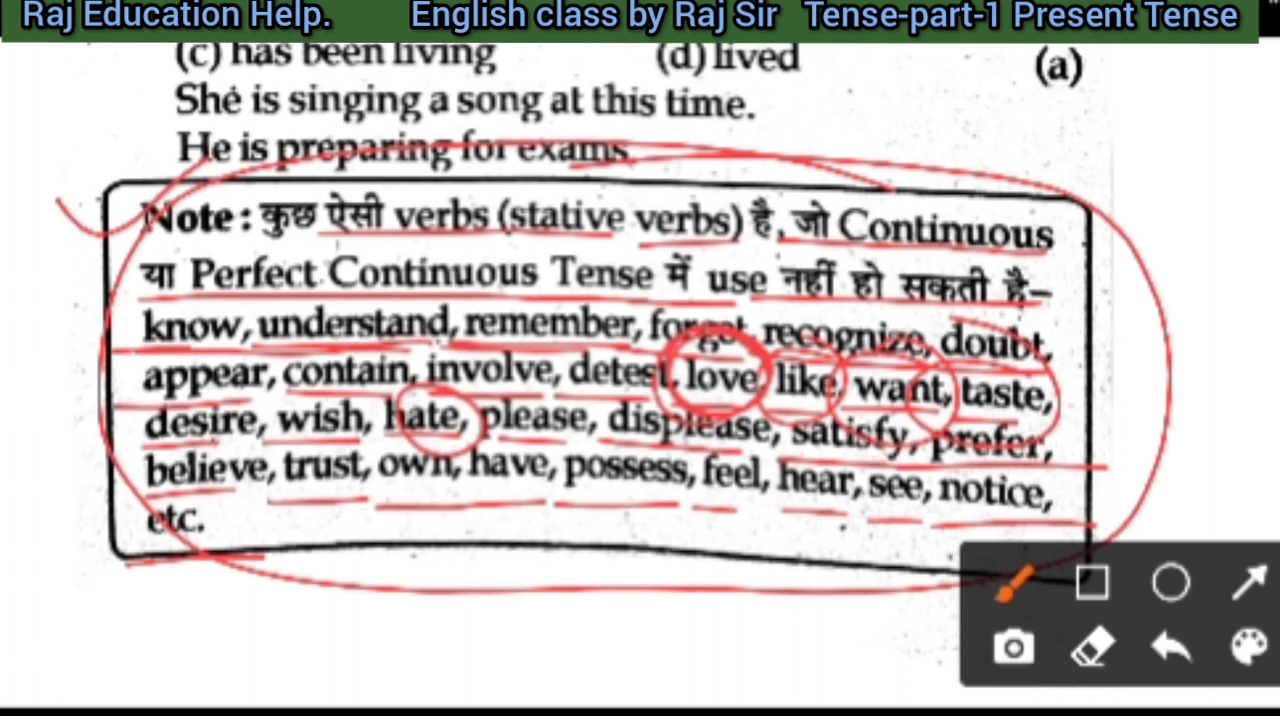 Raj Education Help. English class by Raj Sir Tense-part-1 Present Tense
(c) has been living (d) lived (a)
She is singing a song at this time.
He is preparing for exams
Note : कुछ ऐसी verbs (stative verbs) है, जो Continuous
या Perfect Continuous Tense में use नहीं हो सकती है–
know, understand, remember, forget, recognize, doubt,
appear, contain, involve, detest, love, like, want, taste,
desire, wish, hate, please, displease, satisfy, prefer,
believe, trust, own, have, possess, feel, hear, see, notice,
etc.